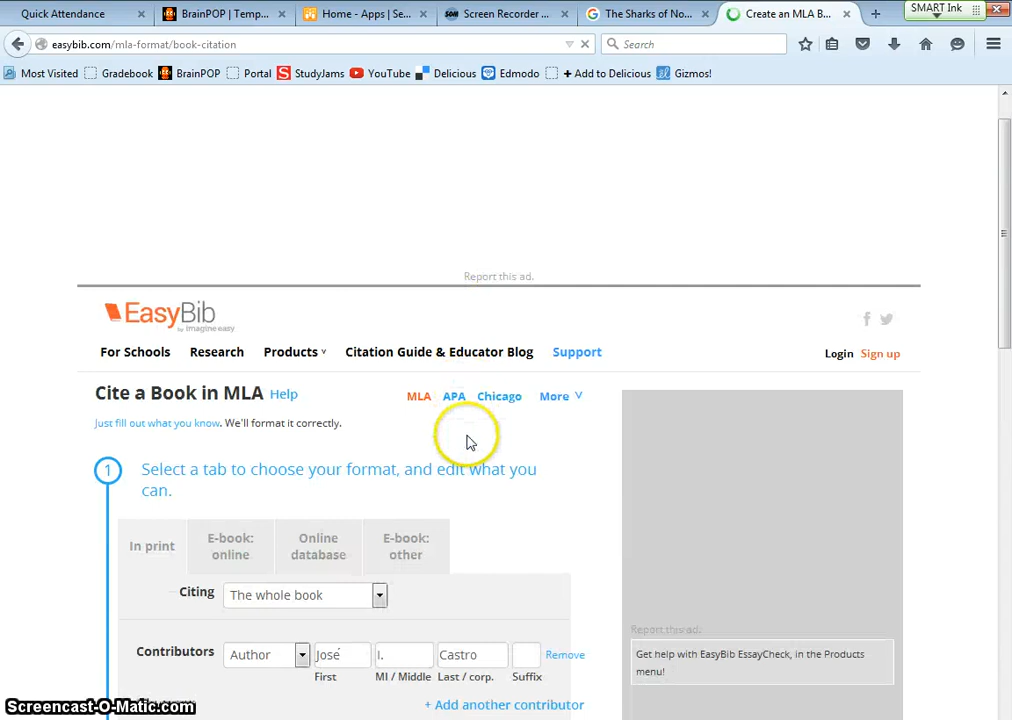 Quick Attendance
BrainPOP | Temp...
Home - Apps | Se...
Screen Recorder ...
The Sharks of No...
Create an MLA B...
SMART Ink
easybib.com/mla-format/book-citation
Search
Most Visited Gradebook BrainPOP Portal StudyJams YouTube Delicious Edmodo + Add to Delicious Gizmos!
Report this ad.
EasyBib
by imagine easy
For Schools Research Products Citation Guide & Educator Blog Support
Login Sign up
Cite a Book in MLA Help
MLA APA Chicago More
Just fill out what you know. We'll format it correctly.
1 Select a tab to choose your format, and edit what you
can.
In print
E-book:
online
Online
database
E-book:
other
Citing The whole book
Contributors Author José I. Castro Remove
First MI / Middle Last / corp. Suffix
+ Add another contributor
Report this ad.
Get help with EasyBib EssayCheck, in the Products
menu!
Screencast-O-Matic.com